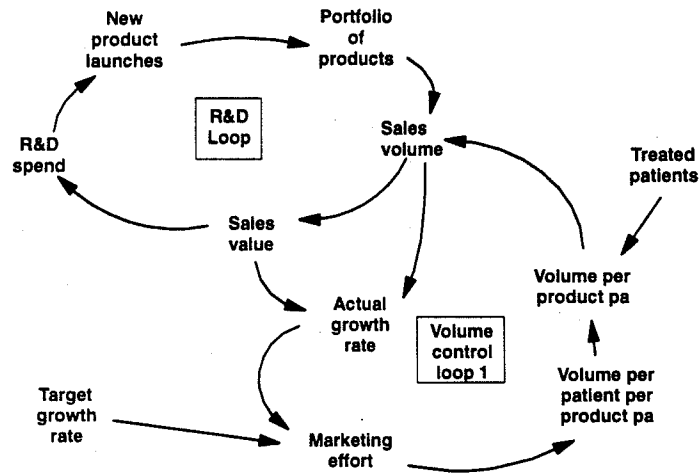 New
product
launches
Portfolio
of
products
R&D
Loop
R&D
spend
Sales
volume
Treated
patients
Sales
value
Volume per
product pa
Actual
growth
rate
Volume
control
loop 1
Volume per
patient per
product pa
Target
growth
rate
Marketing
effort